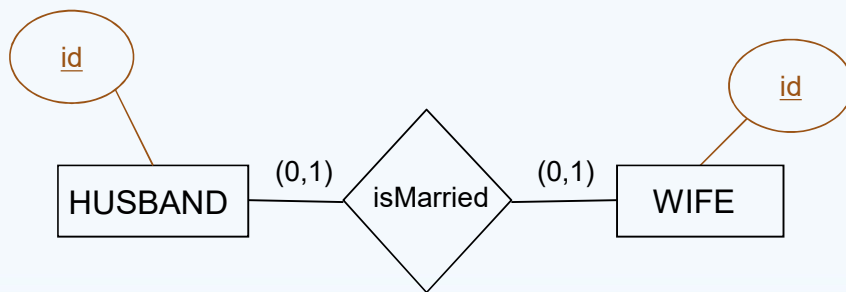 id
id
(0,1)
(0,1)
HUSBAND
isMarried
WIFE